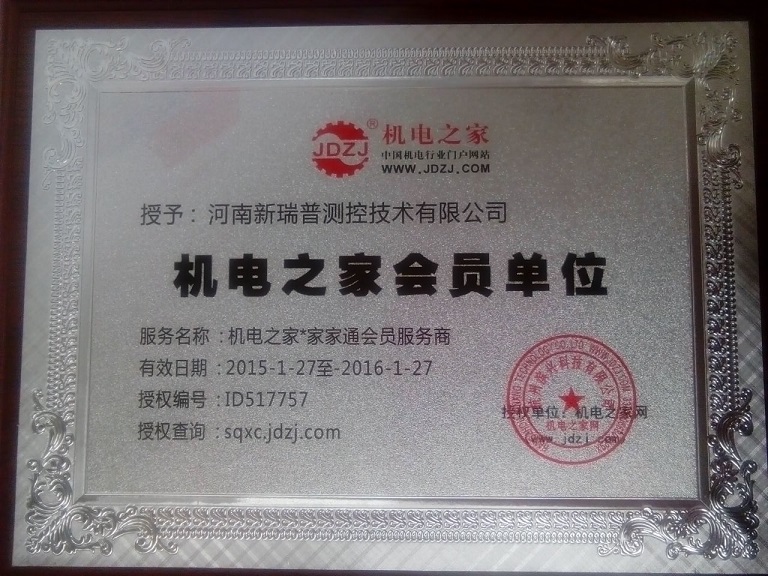 JDZJ
®
机电之家
中国机电行业门户网站
WWW.JDZJ.COM
授予：河南新瑞普测控技术有限公司
机电之家会员单位
服务名称：机电之家*家家通会员服务商
有效日期：2015-1-27至-2016-1-27
授权编号：ID517757
授权查询：sqxc.jdzj.com
授权单位：机电之家网
机电之家网
www.jdzj.com